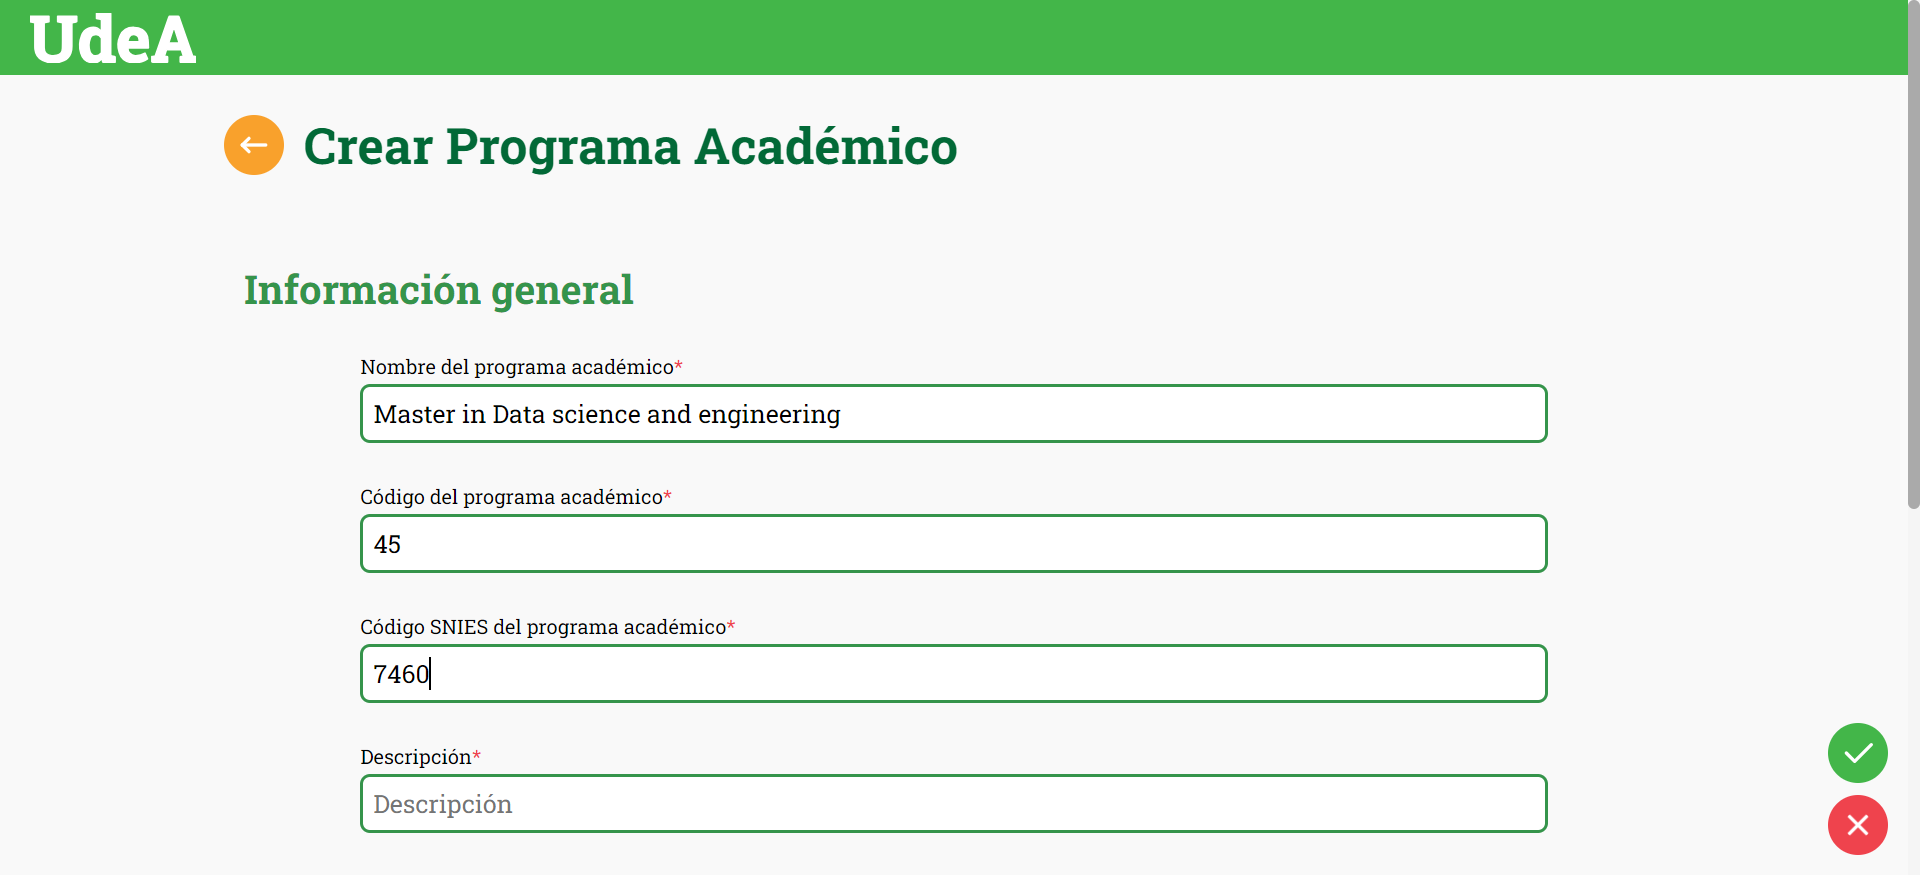 UdeA
Crear Programa Académico
Información general
Nombre del programa académico*
Master in Data science and engineering
Código del programa académico*
45
Código SNIES del programa académico*
7460
Descripción*
Descripción